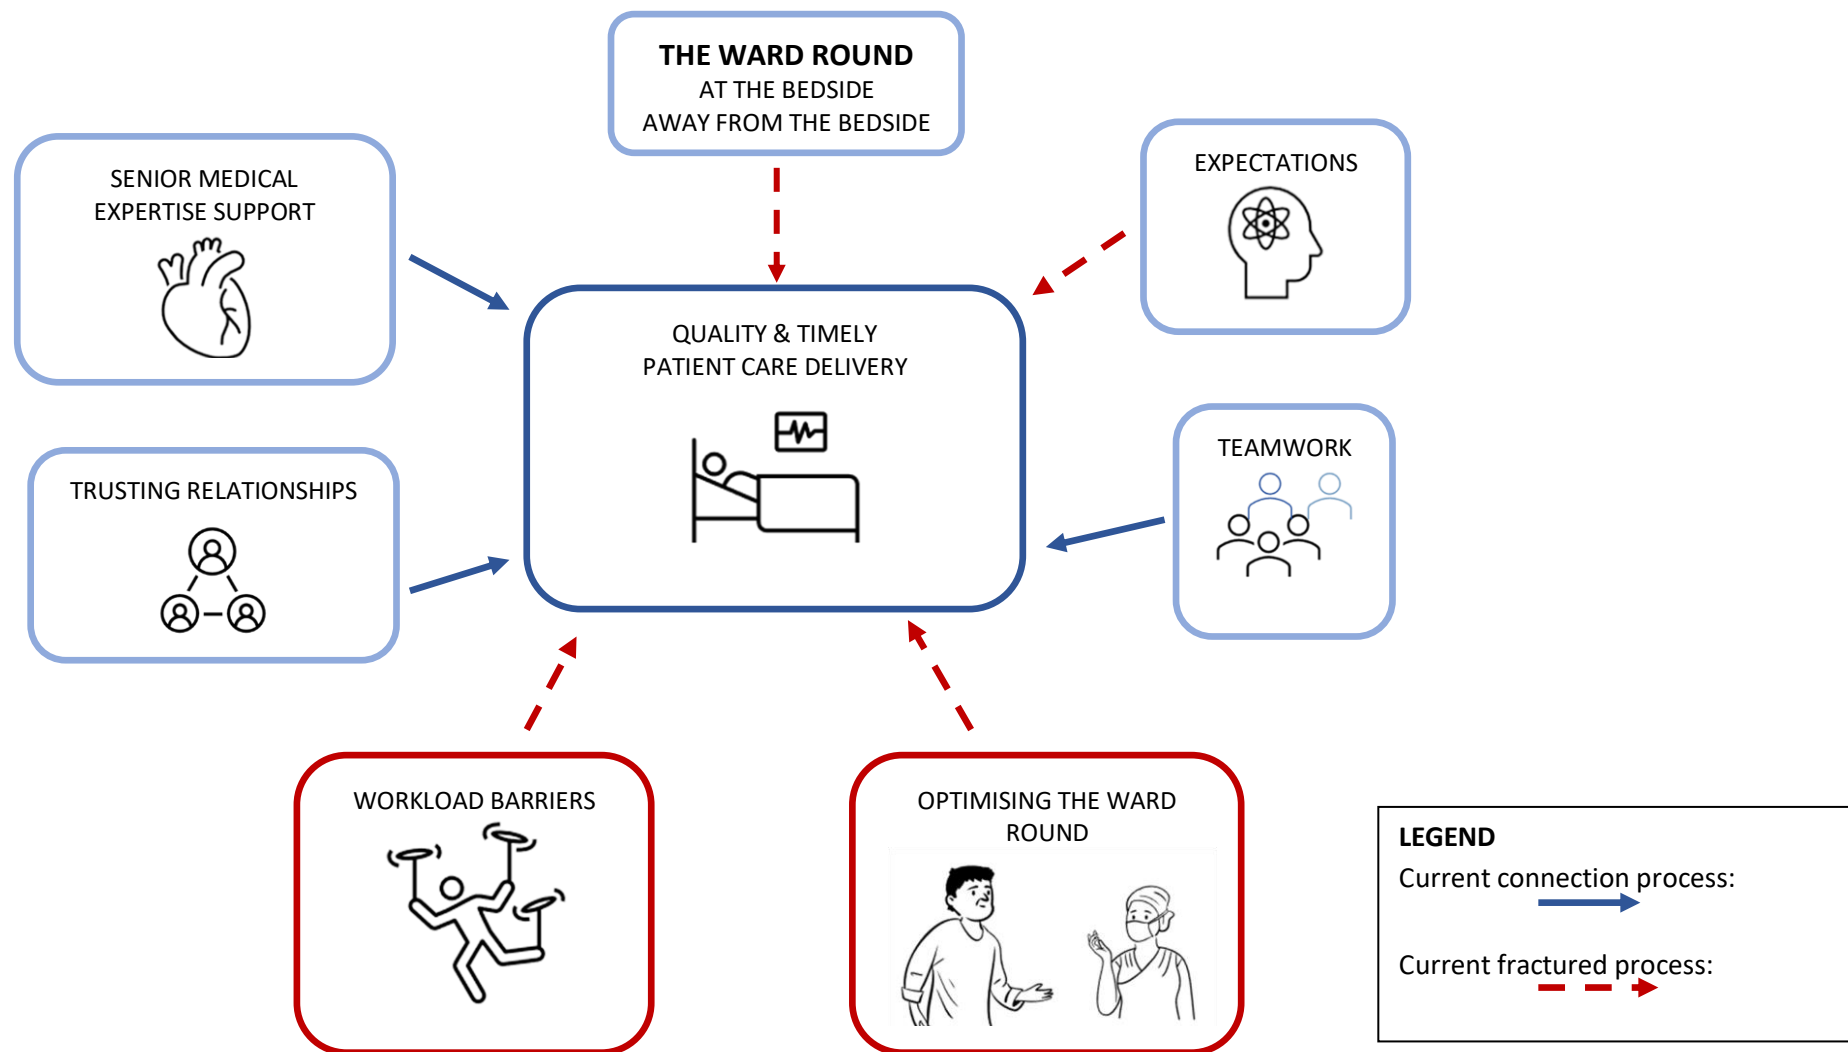 THE WARD ROUND
AT THE BEDSIDE
AWAY FROM THE BEDSIDE
SENIOR MEDICAL
EXPERTISE SUPPORT
EXPECTATIONS
QUALITY & TIMELY
PATIENT CARE DELIVERY
TRUSTING RELATIONSHIPS
TEAMWORK
WORKLOAD BARRIERS
OPTIMISING THE WARD
ROUND
LEGEND
Current connection process:
Current fractured process: